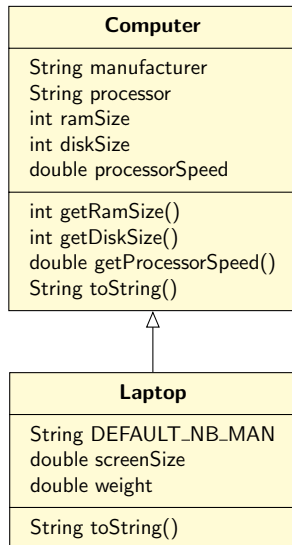 Computer
String manufacturer
String processor
int ramSize
int diskSize
double processorSpeed
int getRamSize()
int getDiskSize()
double getProcessorSpeed()
String toString()
Laptop
String DEFAULT_NB_MAN
double screenSize
double weight
String toString()